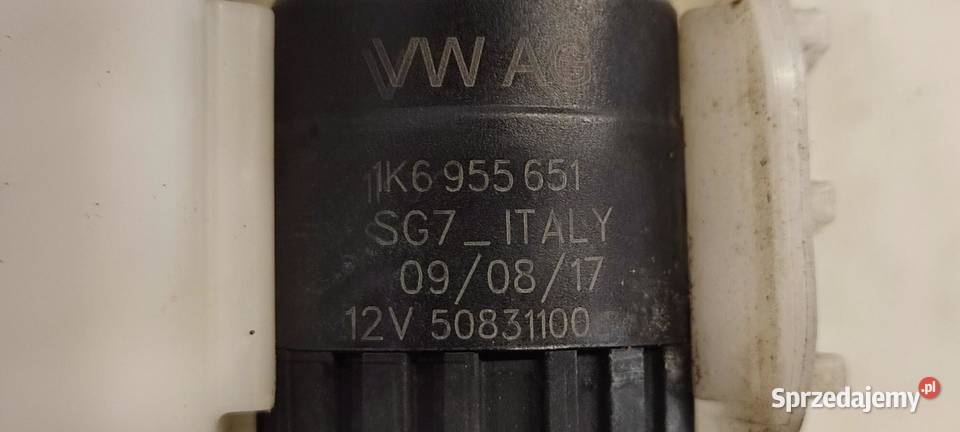 VW AG
1K6 955 651
SG7_ITALY
09/08/17
12V 50831100
Sprzedajemy.pl